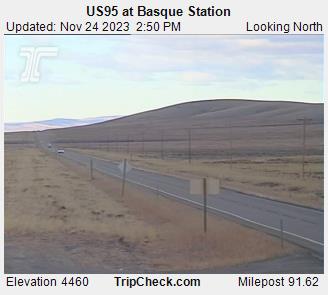 US95 at Basque Station
Updated: Nov 24 2023 2:50 PM Looking North
Elevation 4460 TripCheck.com Milepost 91.62